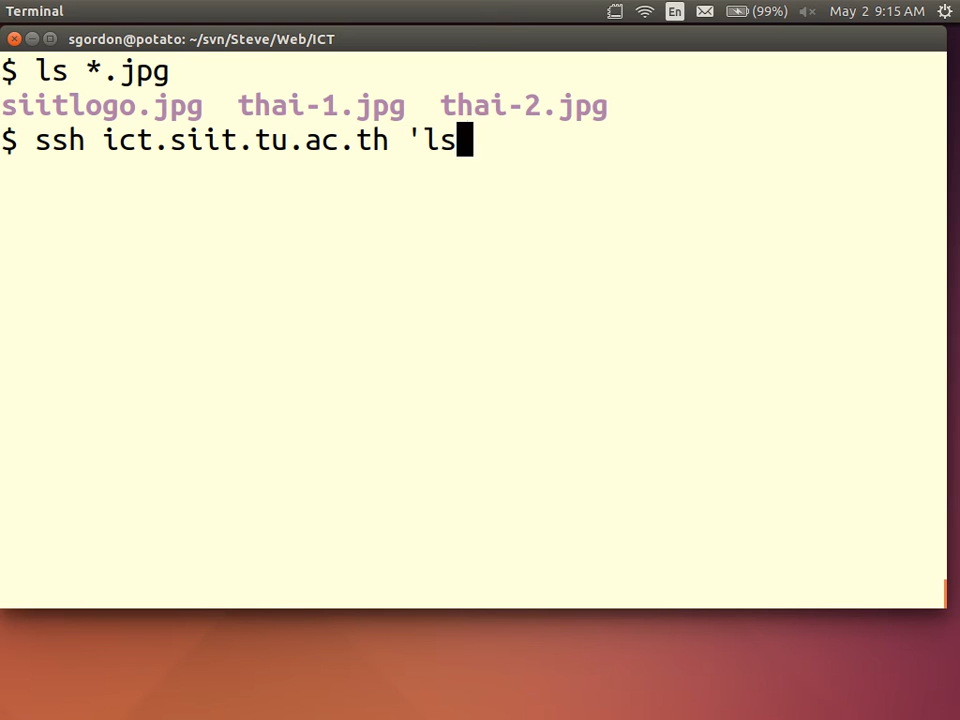 Terminal En (99%) May 2 9:15 AM
sgordon@potato: ~/svn/Steve/Web/ICT
$ ls *.jpg
siitlogo.jpg thai-1.jpg thai-2.jpg
$ ssh ict.siit.tu.ac.th 'ls